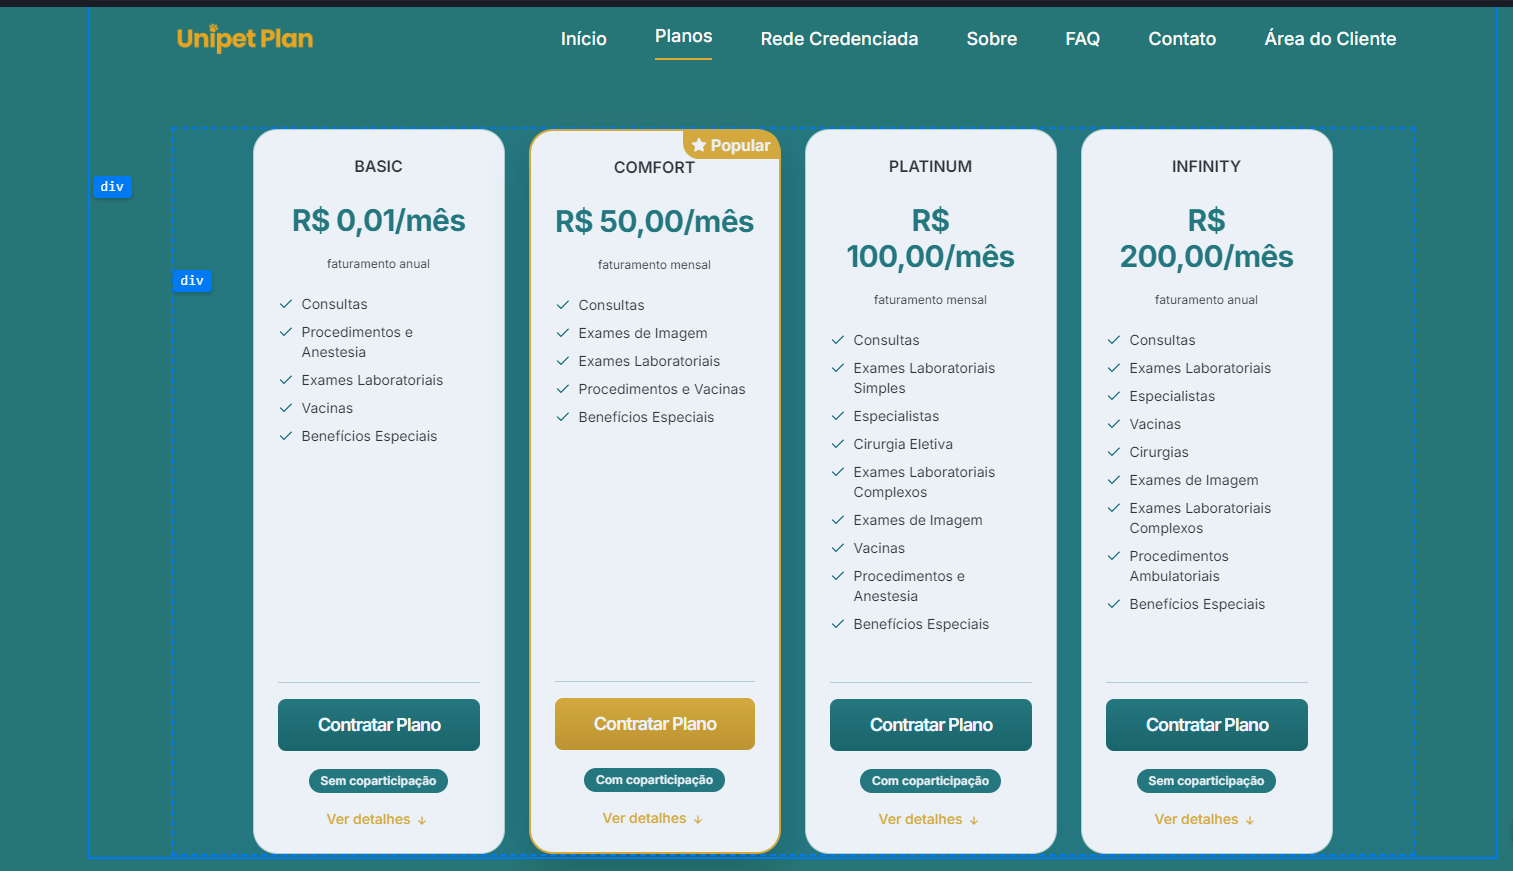 Unipet Plan
Início
Planos
Rede Credenciada
Sobre
FAQ
Contato
Área do Cliente
div
div
BASIC
R$ 0,01/mês
faturamento anual
Consultas
Procedimentos e
Anestesia
Exames Laboratoriais
Vacinas
Benefícios Especiais
Contratar Plano
Sem coparticipação
Ver detalhes ↓
Popular
COMFORT
R$ 50,00/mês
faturamento mensal
Consultas
Exames de Imagem
Exames Laboratoriais
Procedimentos e Vacinas
Benefícios Especiais
Contratar Plano
Com coparticipação
Ver detalhes ↓
PLATINUM
R$
100,00/mês
faturamento mensal
Consultas
Exames Laboratoriais
Simples
Especialistas
Cirurgia Eletiva
Exames Laboratoriais
Complexos
Exames de Imagem
Vacinas
Procedimentos e
Anestesia
Benefícios Especiais
Contratar Plano
Com coparticipação
Ver detalhes ↓
INFINITY
R$
200,00/mês
faturamento anual
Consultas
Exames Laboratoriais
Especialistas
Vacinas
Cirurgias
Exames de Imagem
Exames Laboratoriais
Complexos
Procedimentos
Ambulatoriais
Benefícios Especiais
Contratar Plano
Sem coparticipação
Ver detalhes ↓